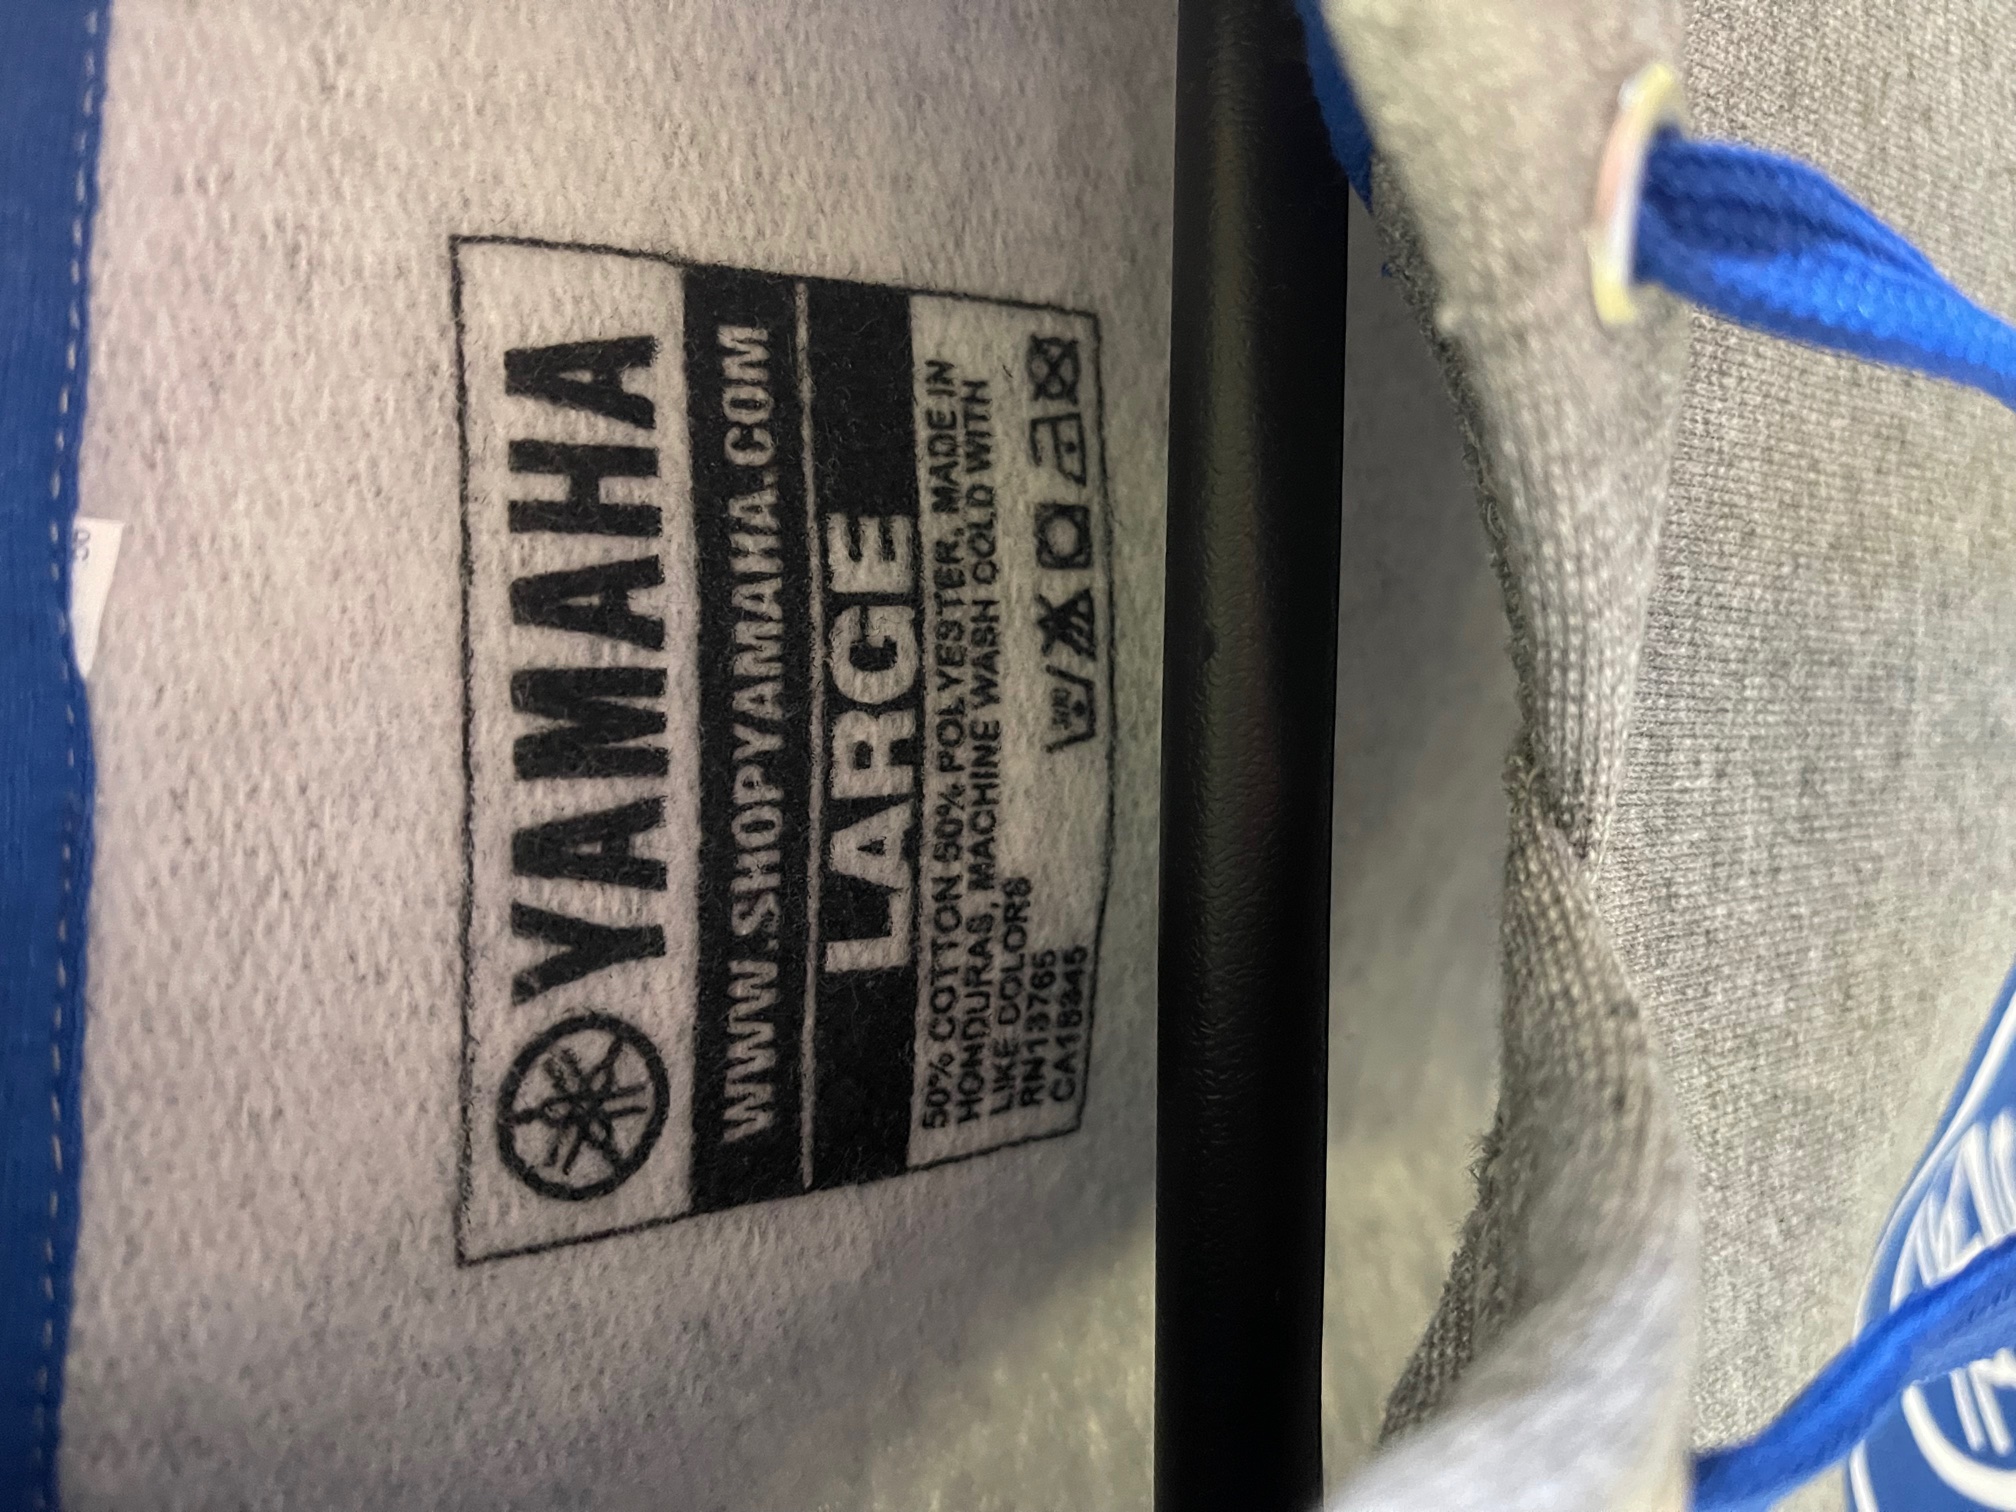 YAMAHA
WWW.SHOPYAMAHA.COM
LARGE
50% COTTON 50% POLYESTER, MADE IN
HONDURAS, MACHINE WASH COLD WITH
LIKE COLORS
RN13765
CA18345